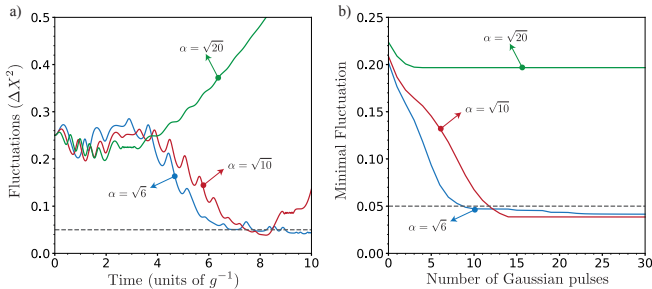 a)
Fluctuations (ΔX²)
0.5
0.4
0.3
0.2
0.1
0.0
α = √20
α = √10
α = √6
0 2 4 6 8 10
Time (units of g⁻¹)
b)
Minimal Fluctuation
0.25
0.20
0.15
0.10
0.05
0.00
α = √20
α = √10
α = √6
0 5 10 15 20 25 30
Number of Gaussian pulses